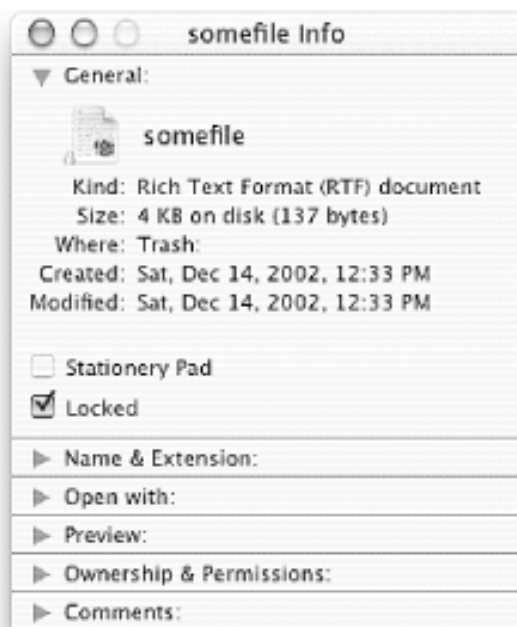 somefile Info
General:
somefile
Kind: Rich Text Format (RTF) document
Size: 4 KB on disk (137 bytes)
Where: Trash:
Created: Sat, Dec 14, 2002, 12:33 PM
Modified: Sat, Dec 14, 2002, 12:33 PM
Stationery Pad
Locked
Name & Extension:
Open with:
Preview:
Ownership & Permissions:
Comments: